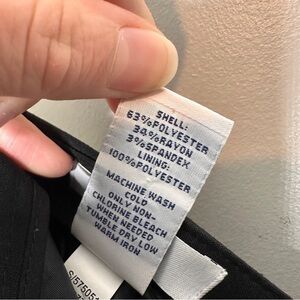 SHELL:
63%POLYESTER
34%RAYON
3%SPANDEX
LINING:
100%POLYESTER
MACHINE WASH
COLD
ONLY NON-
CHLORINE BLEACH
WHEN NEEDED
TUMBLE DRY LOW
WARM IRON